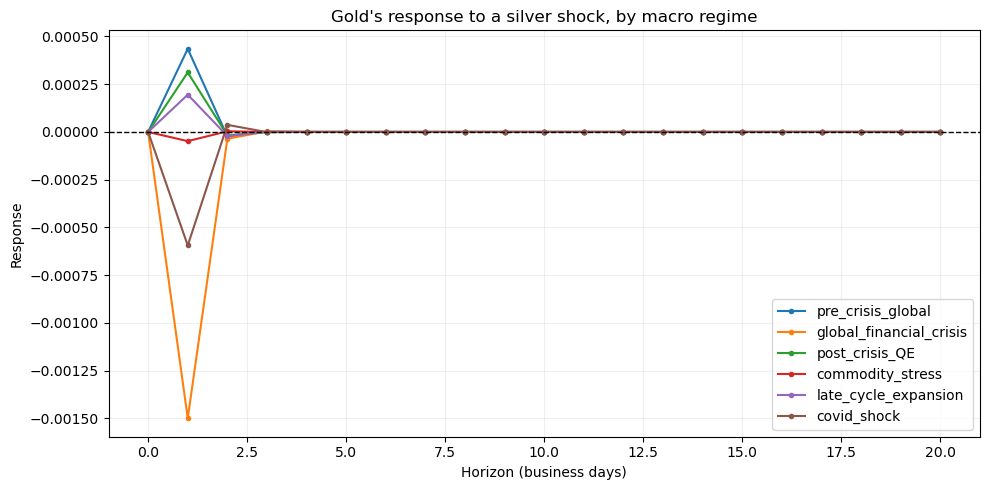 Gold's response to a silver shock, by macro regime
0.00050
0.00025
0.00000
−0.00025
−0.00050
−0.00075
−0.00100
−0.00125
−0.00150
Response
0.0 2.5 5.0 7.5 10.0 12.5 15.0 17.5 20.0
Horizon (business days)
pre_crisis_global
global_financial_crisis
post_crisis_QE
commodity_stress
late_cycle_expansion
covid_shock